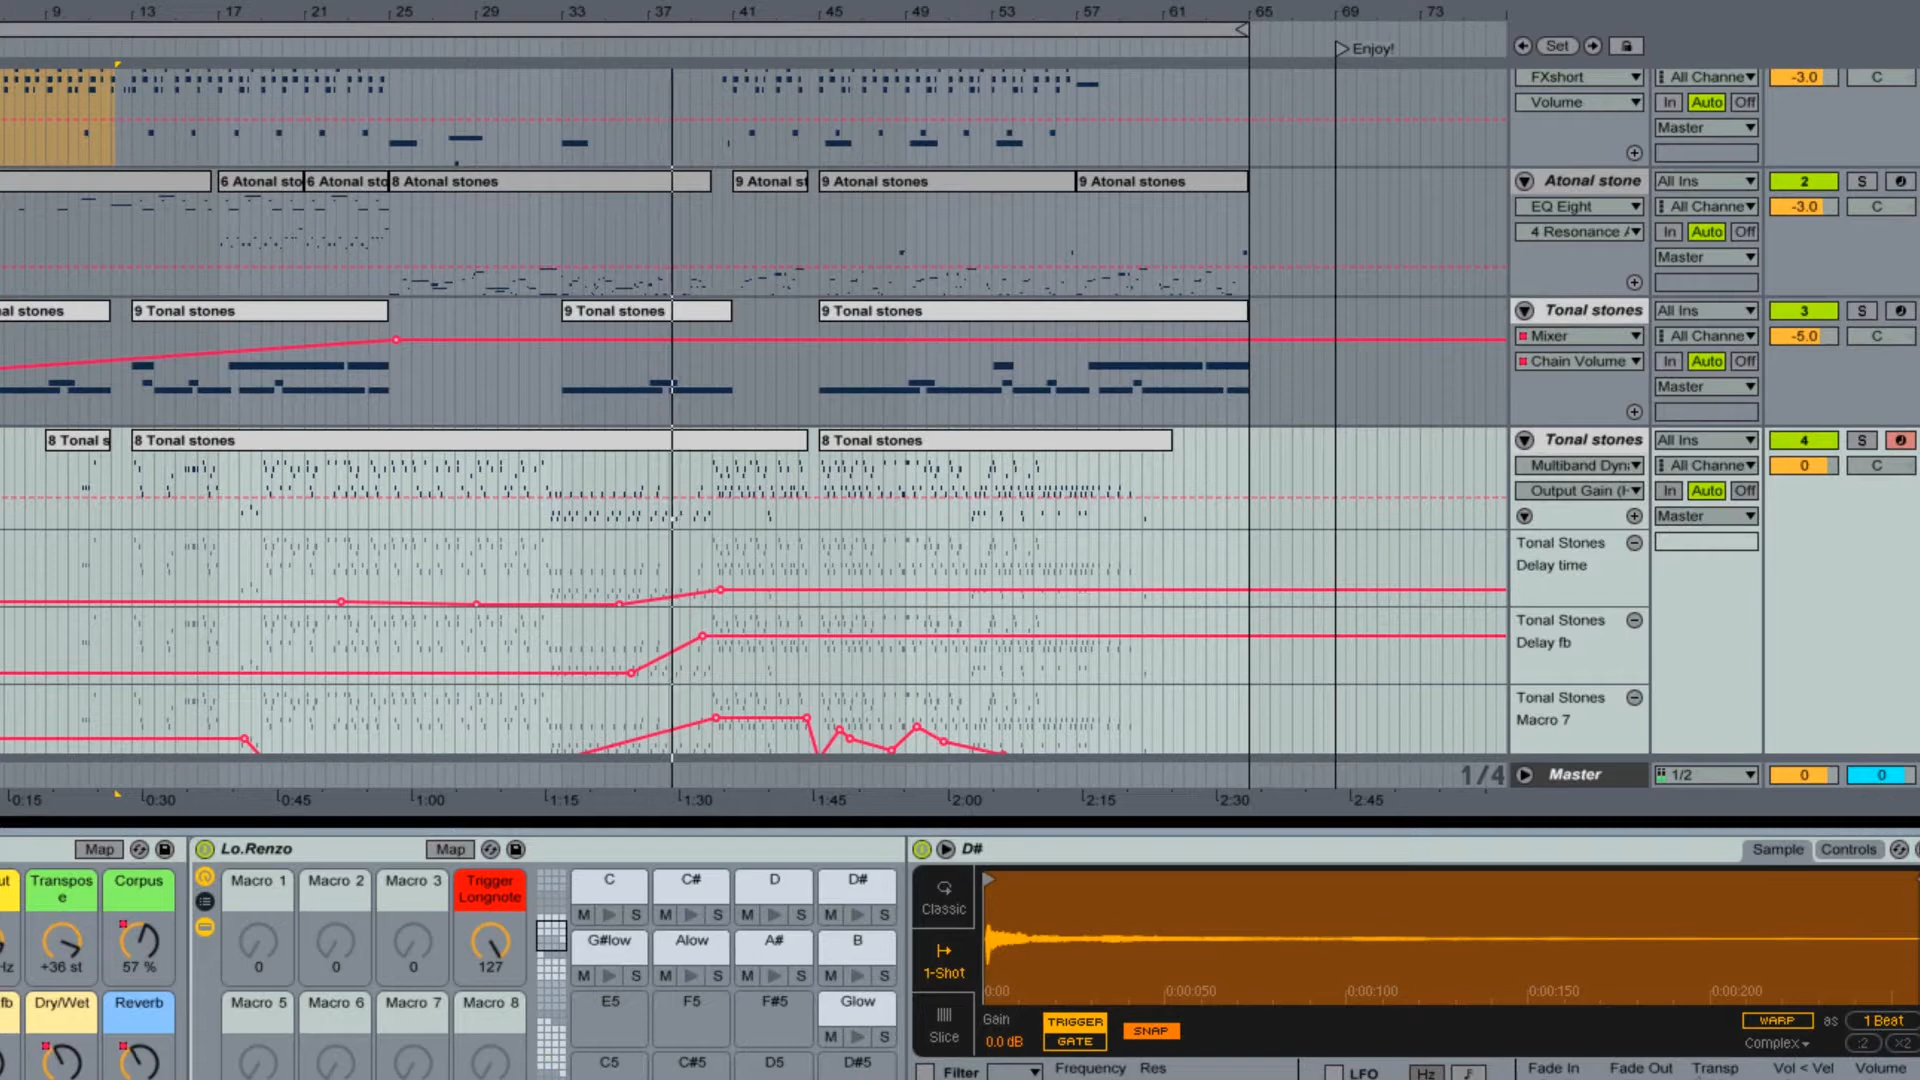 9 13 17 21 25 29 33 37 41 45 49 53 57 61 65 69 73
Enjoy!
Set
FXshort All Channe -3.0 C
Volume In Auto Off
Master
6 Atonal sto 6 Atonal sto 8 Atonal stones 9 Atonal st 9 Atonal stones 9 Atonal stones
Atonal stone All Ins 2 S
EQ Eight All Channe -3.0 C
4 Resonance In Auto Off
Master
al stones 9 Tonal stones 9 Tonal stones 9 Tonal stones
Tonal stones All Ins 3 S
Mixer All Channe -5.0 C
Chain Volume In Auto Off
Master
8 Tonal s 8 Tonal stones 8 Tonal stones
Tonal stones All Ins 4 S
Multiband Dyn All Channe 0 C
Output Gain (H In Auto Off
Master
Tonal Stones
Delay time
Tonal Stones
Delay fb
Tonal Stones
Macro 7
1/4 Master 1/2 0 0
0:15 0:30 0:45 1:00 1:15 1:30 1:45 2:00 2:15 2:30 2:45
Map Lo.Renzo Map D# Sample Controls
ut Transpos
e Corpus Macro 1 Macro 2 Macro 3 Trigger
Longnote
C C# D D#
M S M S M S M S
Hz +36 st 57 % 0 0 0 127
G#low Alow A# B
M S M S M S M S
fb Dry/Wet Reverb Macro 5 Macro 6 Macro 7 Macro 8
E5 F5 F#5 Glow
M S
C5 C#5 D5 D#5
Classic
1-Shot
Slice
0:00 0:00:050 0:00:100 0:00:150 0:00:200
Gain TRIGGER SNAP WARP as 1 Beat
0.0 dB GATE Complex :2 ×2
Filter Frequency Res LFO Hz Fade In Fade Out Transp Vol < Vel Volume